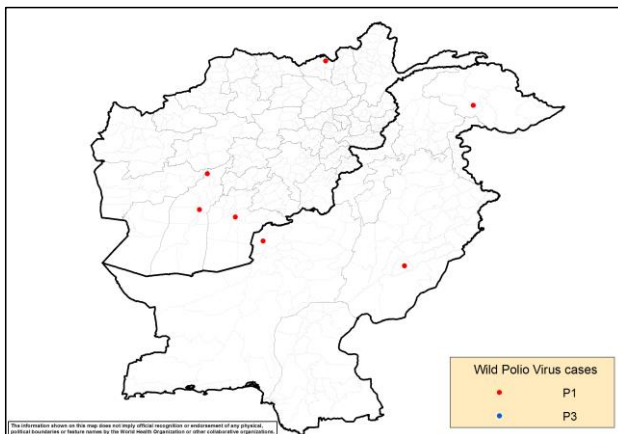 Wild Polio Virus cases
P1
P3
The information shown on this map does not imply official recognition or endorsement of any physical,
political boundaries or feature names by the World Health Organization or other collaborative organizations.